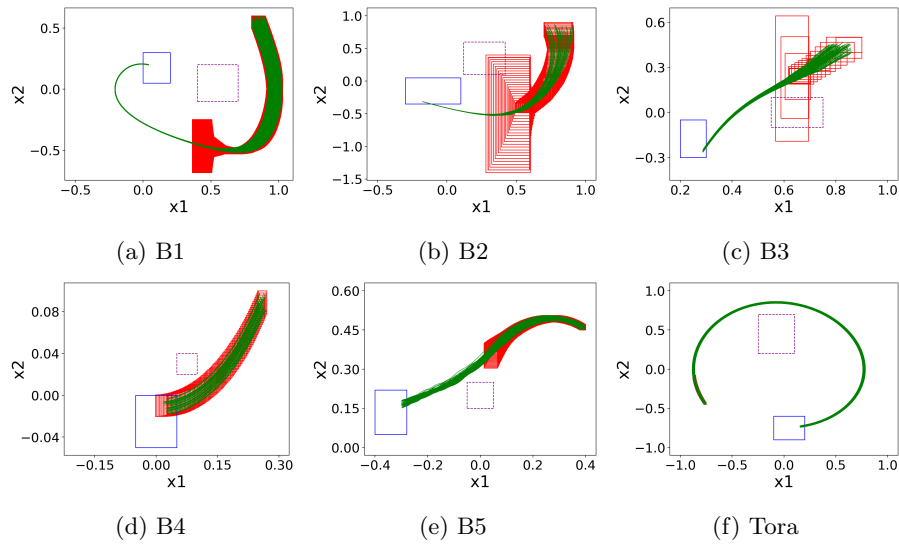 0.5
0.0
−0.5
x2
−0.5 0.0 0.5 1.0
x1
(a) B1
1.0
0.5
0.0
−0.5
−1.0
−1.5
x2
−0.5 0.0 0.5 1.0
x1
(b) B2
0.6
0.3
0.0
−0.3
x2
0.2 0.4 0.6 0.8 1.0
x1
(c) B3
0.08
0.04
0.00
−0.04
x2
−0.15 0.00 0.15 0.30
x1
(d) B4
0.60
0.45
0.30
0.15
0.00
x2
−0.4 −0.2 0.0 0.2 0.4
x1
(e) B5
1.0
0.5
0.0
−0.5
−1.0
x2
−1.0 −0.5 0.0 0.5 1.0
x1
(f) Tora